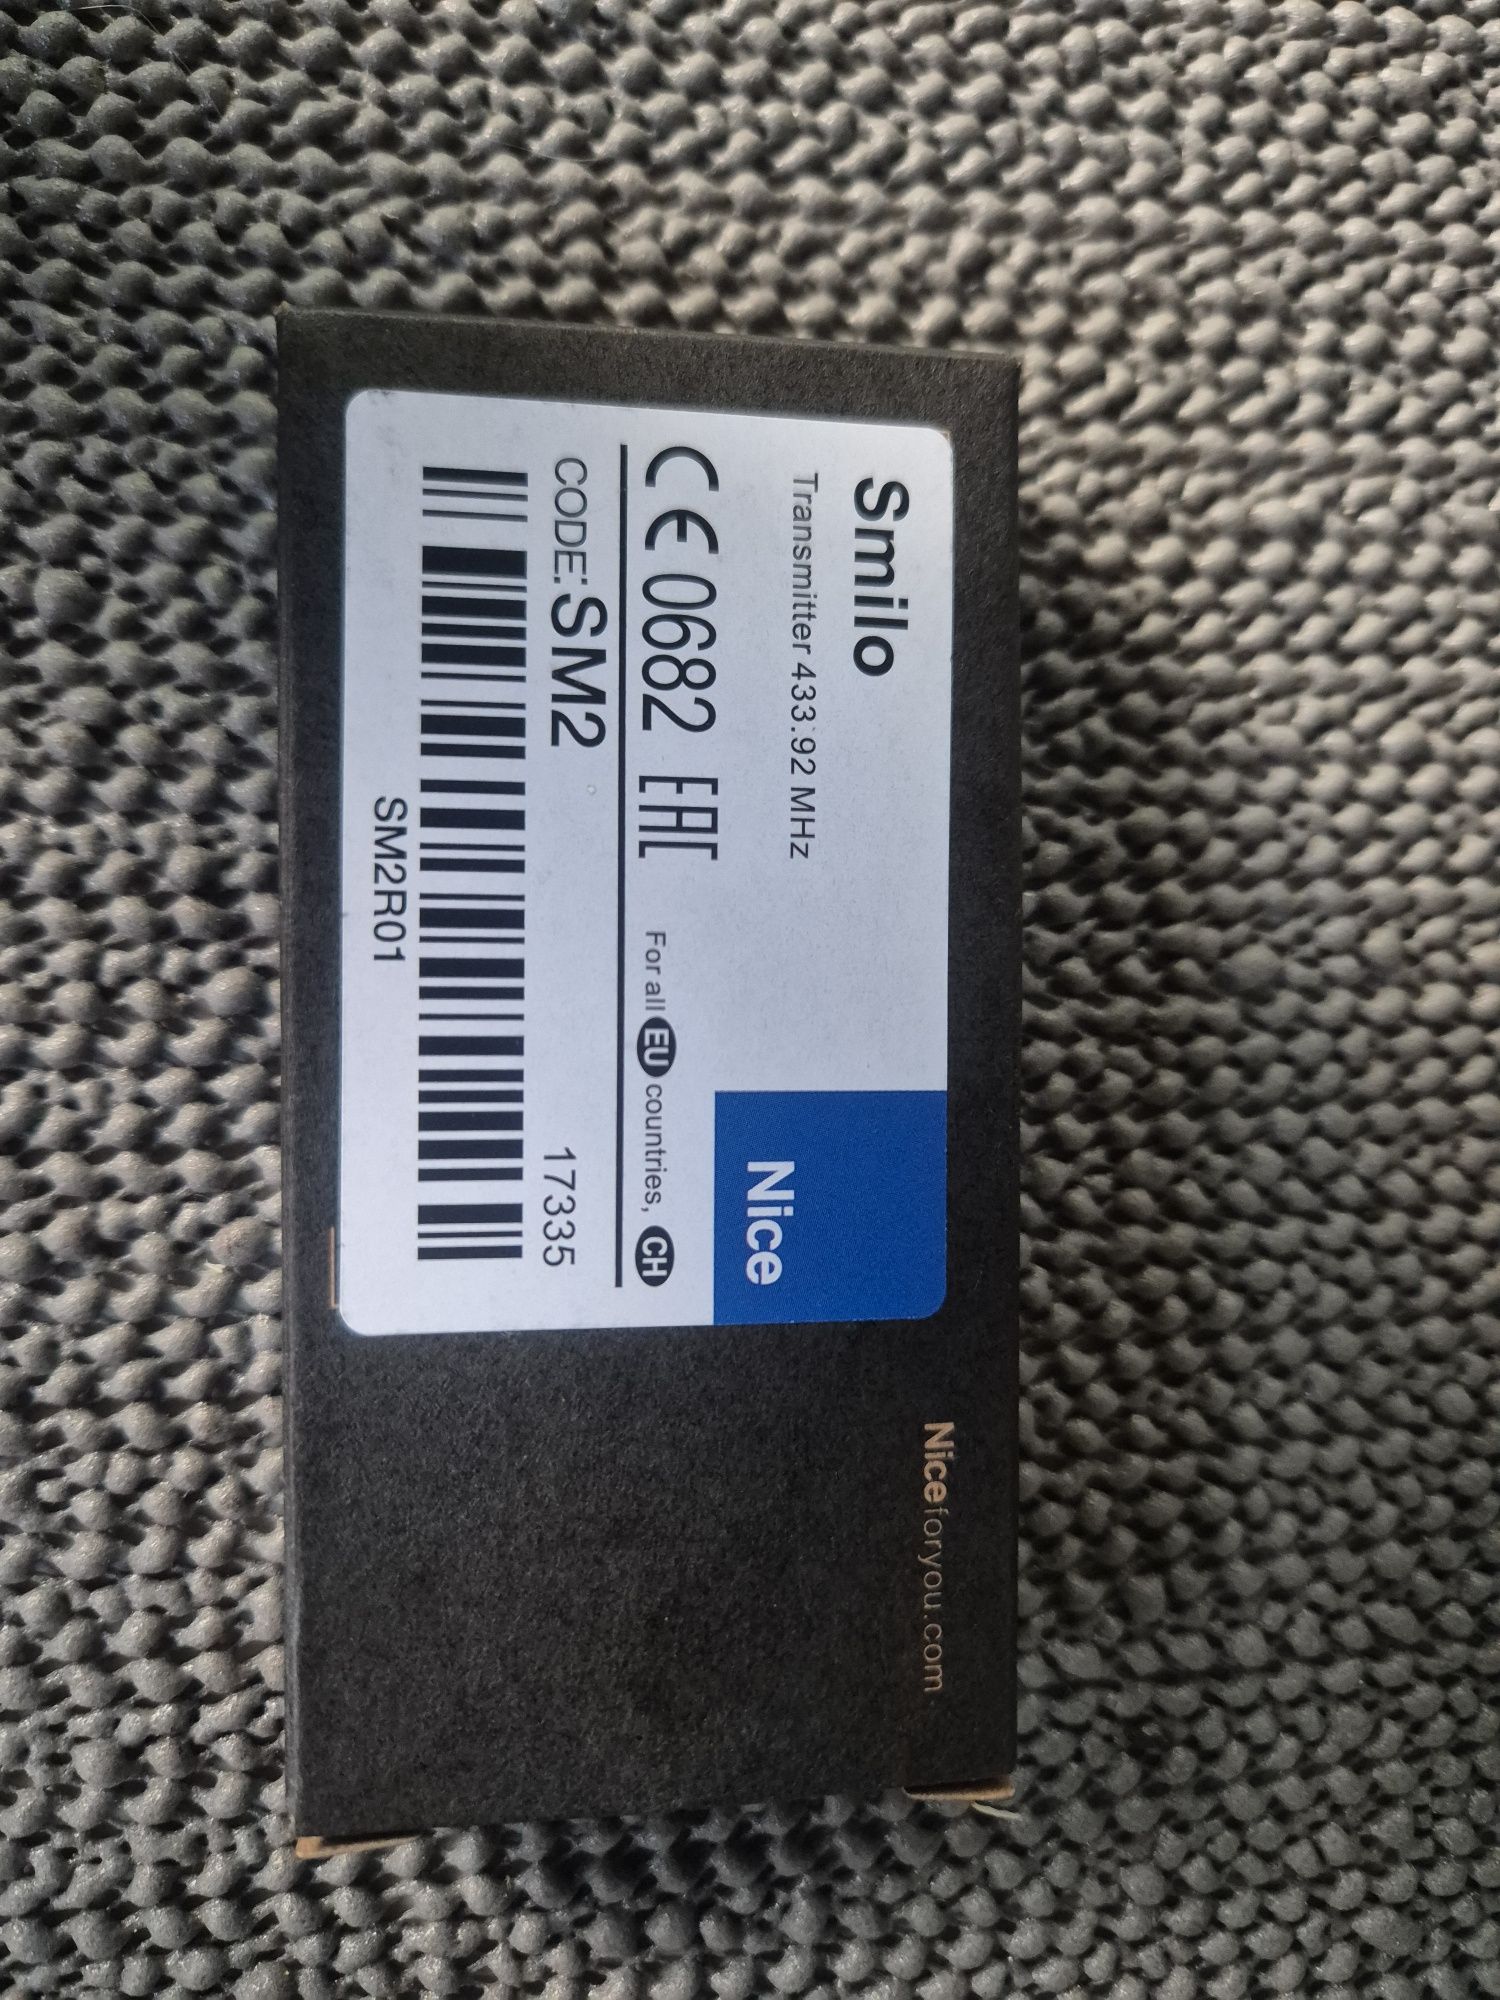 Smilo
Transmitter 433.92 MHz
Nice
CE 0682 EAC For all EU countries, CH
CODE: SM2 17335
SM2R01
Niceforyou.com